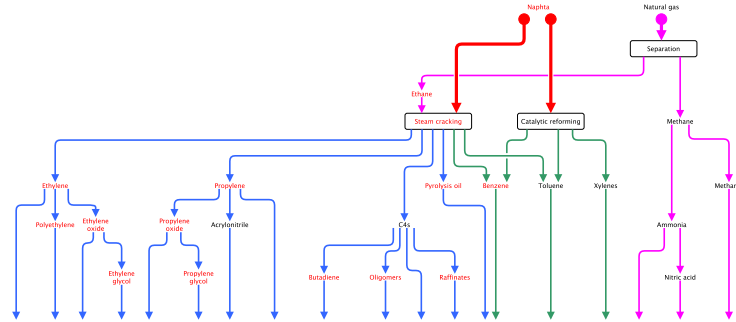 Naphta
Natural gas
Separation
Ethane
Steam cracking
Catalytic reforming
Methane
Ethylene
Propylene
Pyrolysis oil
Benzene
Toluene
Xylenes
Methar
Polyethylene
Ethylene
oxide
Propylene
oxide
Acrylonitrile
C4s
Ammonia
Ethylene
glycol
Propylene
glycol
Butadiene
Oligomers
Raffinates
Nitric acid